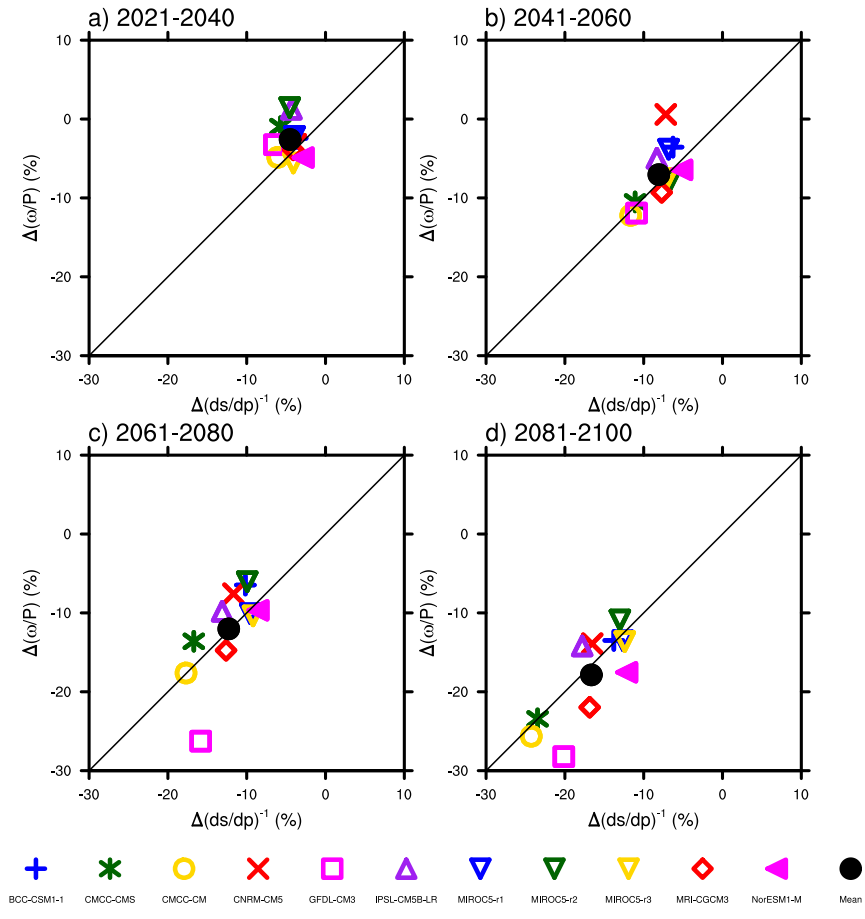 a) 2021-2040
b) 2041-2060
10
0
-10
-20
-30
Δ(ω/P) (%)
-30 -20 -10 0 10
Δ(ds/dp)⁻¹ (%)
10
0
-10
-20
-30
Δ(ω/P) (%)
-30 -20 -10 0 10
Δ(ds/dp)⁻¹ (%)
c) 2061-2080
d) 2081-2100
10
0
-10
-20
-30
Δ(ω/P) (%)
-30 -20 -10 0 10
Δ(ds/dp)⁻¹ (%)
10
0
-10
-20
-30
Δ(ω/P) (%)
-30 -20 -10 0 10
Δ(ds/dp)⁻¹ (%)
BCC-CSM1-1 CMCC-CMS CMCC-CM CNRM-CM5 GFDL-CM3 IPSL-CM5B-LR MIROC5-r1 MIROC5-r2 MIROC5-r3 MRI-CGCM3 NorESM1-M Mean